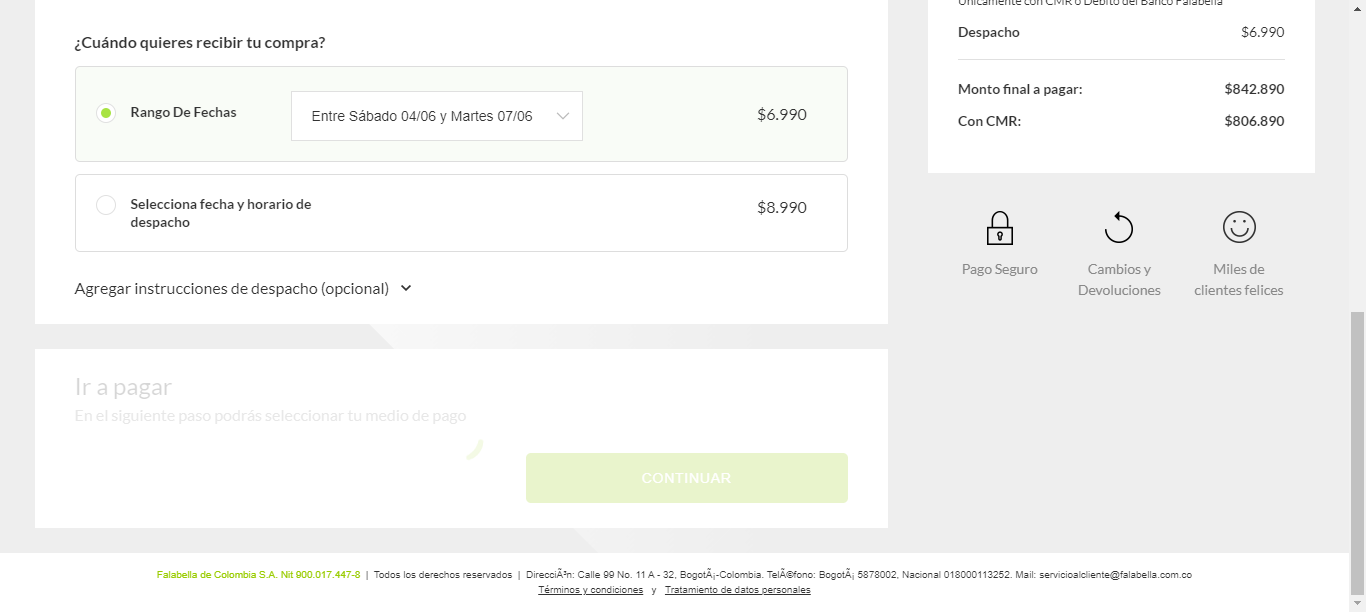 Únicamente con CMR o Débito del Banco Falabella
¿Cuándo quieres recibir tu compra?
Despacho $6.990
Rango De Fechas Entre Sábado 04/06 y Martes 07/06 $6.990
Monto final a pagar: $842.890
Con CMR: $806.890
Selecciona fecha y horario de
despacho
$8.990
Agregar instrucciones de despacho (opcional)
Pago Seguro
Cambios y
Devoluciones
Miles de
clientes felices
Ir a pagar
En el siguiente paso podrás seleccionar tu medio de pago
CONTINUAR
Falabella de Colombia S.A. Nit 900.017.447-8 | Todos los derechos reservados | DirecciÃ³n: Calle 99 No. 11 A - 32, BogotÃ¡-Colombia. TelÃ©fono: BogotÃ¡ 5878002, Nacional 018000113252. Mail: servicioalcliente@falabella.com.co
Términos y condiciones y Tratamiento de datos personales